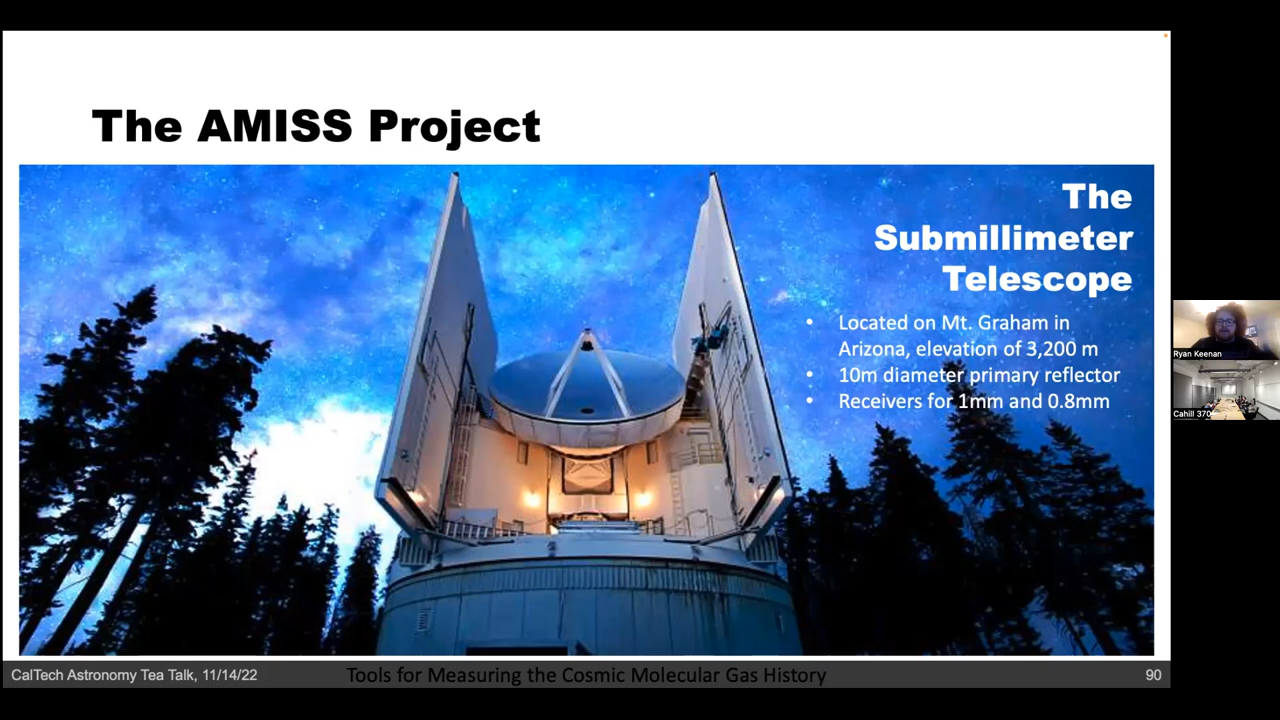 The AMISS Project
The
Submillimeter
Telescope
• Located on Mt. Graham in
Arizona, elevation of 3,200 m
• 10m diameter primary reflector
• Receivers for 1mm and 0.8mm
Ryan Keenan
Cahill 370
CalTech Astronomy Tea Talk, 11/14/22
Tools for Measuring the Cosmic Molecular Gas History
90